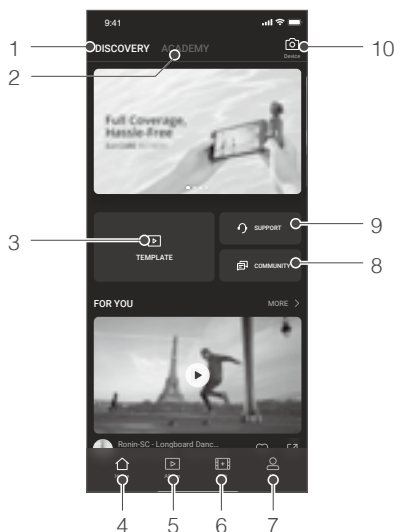 9:41
1
DISCOVERY ACADEMY
10
Device
2
Full Coverage,
Hassle-Free
3
TEMPLATE
SUPPORT
9
COMMUNITY
8
FOR YOU
MORE >
Ronin-SC - Longboard Danc...
4
5
6
7